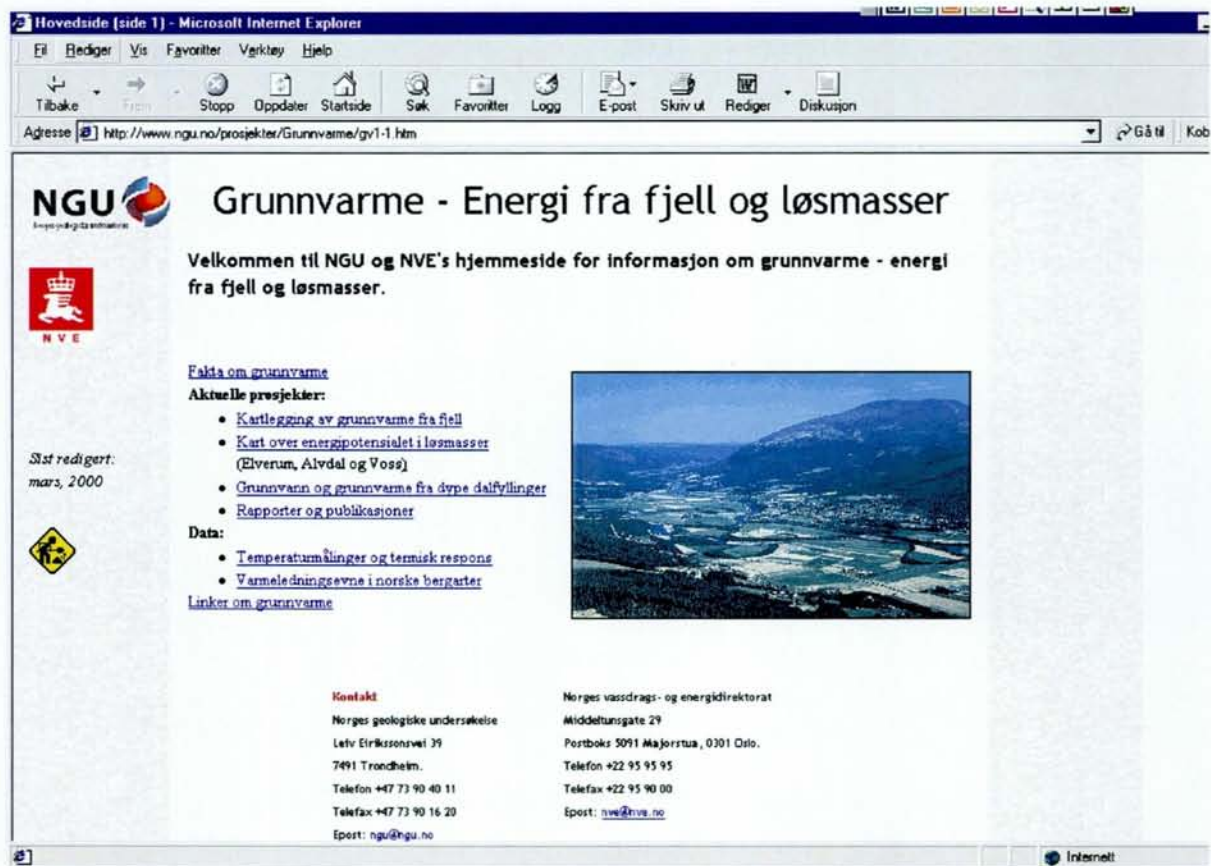 Hovedside (side 1) - Microsoft Internet Explorer
Fil Rediger Vis Favoritter Verktøy Hjelp
Tilbake Frem Stopp Oppdater Startside Søk Favoritter Logg E-post Skriv ut Rediger Diskusjon
Adresse http://www.ngu.no/prosjekter/Grunnvarme/gv1-1.htm Gå til Kob
NGU
Grunnvarme - Energi fra fjell og løsmasser
Velkommen til NGU og NVE's hjemmeside for informasjon om grunnvarme - energi
fra fjell og løsmasser.
NVE
Fakta om grunnvarme
Aktuelle prosjekter:
• Kartlegging av grunnvarme fra fjell
• Kart over energipotensialet i løsmasser
(Elverum, Alvdal og Voss)
• Grunnvann og grunnvarme fra dype dalfyllinger
• Rapporter og publikasjoner
Data:
• Temperaturmålinger og termisk respons
• Varmeledningsevne i norske bergarter
Linker om grunnvarme
Sist redigert:
mars, 2000
Kontakt
Norges geologiske undersøkelse
Leiv Eirikssonsvei 39
7491 Trondheim.
Telefon +47 73 90 40 11
Telefax +47 73 90 16 20
Epost: ngu@ngu.no
Norges vassdrags- og energidirektorat
Middeltunsgate 29
Postboks 5091 Majorstua, 0301 Oslo.
Telefon +22 95 95 95
Telefax +22 95 90 00
Epost: nve@nve.no
Internett